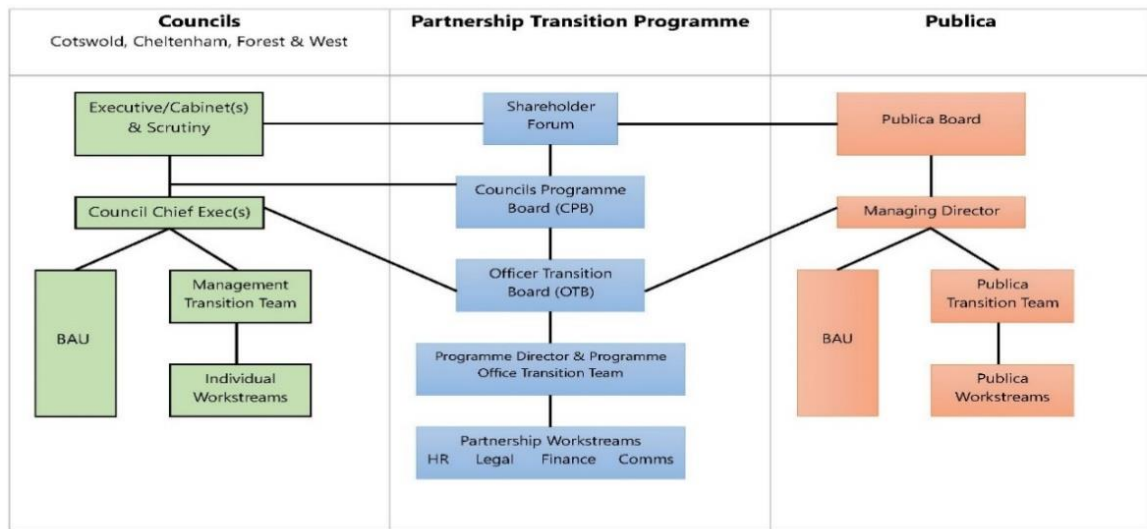 Councils
Cotswold, Cheltenham, Forest & West
Partnership Transition Programme
Publica
Executive/Cabinet(s)
& Scrutiny
Shareholder
Forum
Publica Board
Councils Programme
Board (CPB)
Council Chief Exec(s)
Managing Director
Officer Transition
Board (OTB)
BAU
Management
Transition Team
BAU
Publica
Transition Team
Programme Director & Programme
Office Transition Team
Individual
Workstreams
Publica
Workstreams
Partnership Workstreams
HR Legal Finance Comms